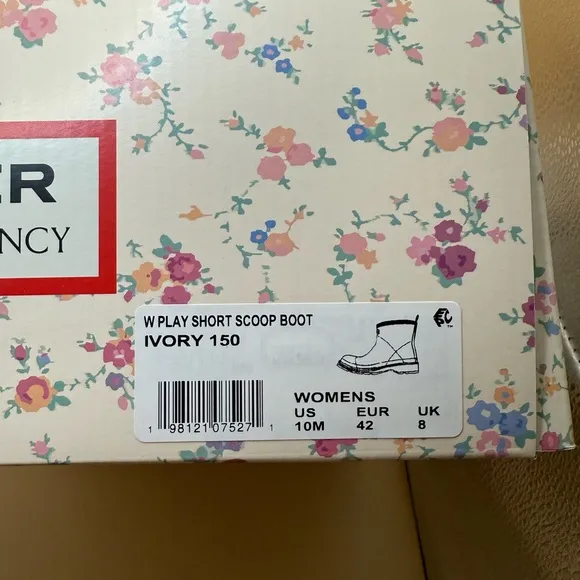 ER
NCY
W PLAY SHORT SCOOP BOOT
IVORY 150
WOMENS
US EUR UK
10M 42 8
1 98121 07527 1